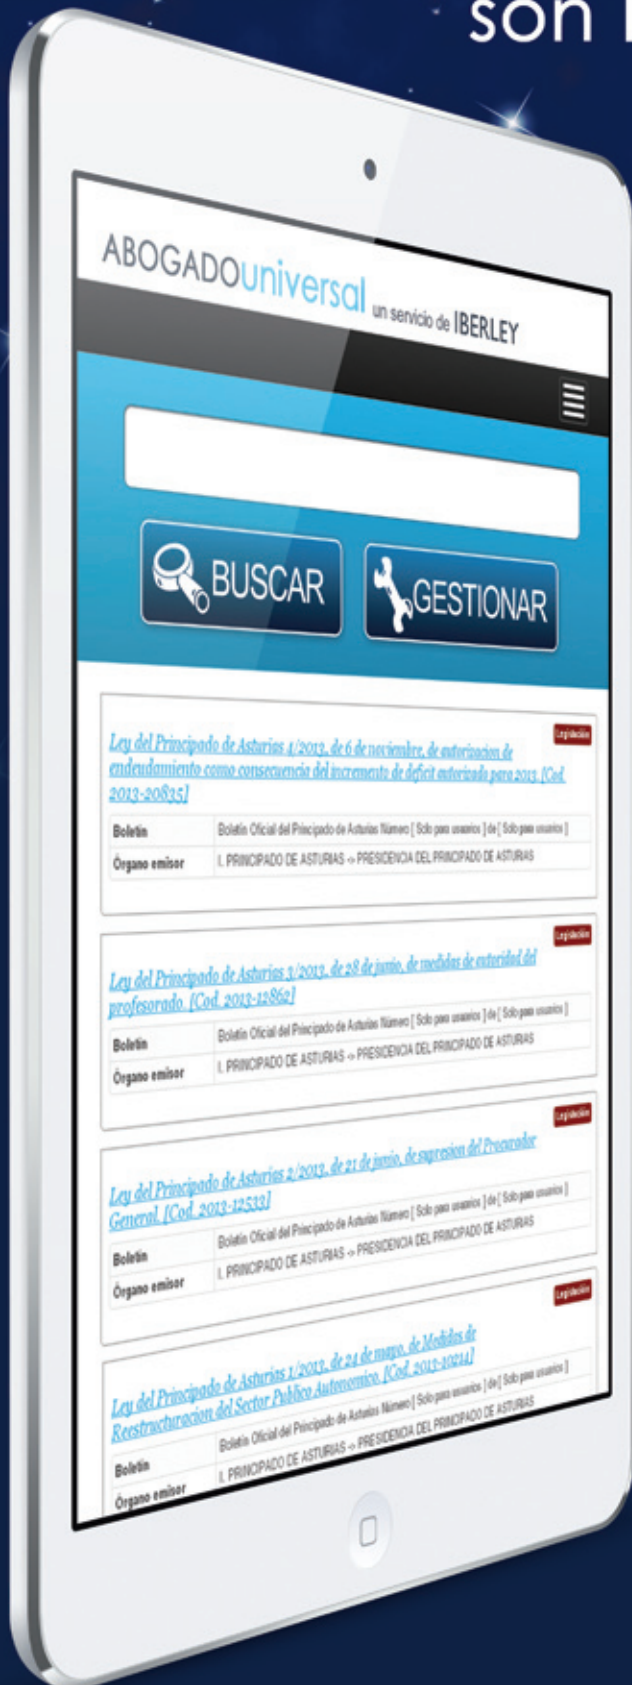 son
ABOGADOuniversal un servicio de IBERLEY
BUSCAR
GESTIONAR
Legislación
Ley del Principado de Asturias 4/2013, de 6 de noviembre, de autorizacion de
endeudamiento como consecuencia del incremento de deficit autorizado para 2013. [Cod.
2013-20835]
Boletín Boletín Oficial del Principado de Asturias Número [ Solo para usuarios ] de [ Solo para usuarios ]
Órgano emisor I. PRINCIPADO DE ASTURIAS -> PRESIDENCIA DEL PRINCIPADO DE ASTURIAS
Legislación
Ley del Principado de Asturias 3/2013, de 28 de junio, de medidas de autoridad del
profesorado. [Cod. 2013-12862]
Boletín Boletín Oficial del Principado de Asturias Número [ Solo para usuarios ] de [ Solo para usuarios ]
Órgano emisor I. PRINCIPADO DE ASTURIAS -> PRESIDENCIA DEL PRINCIPADO DE ASTURIAS
Legislación
Ley del Principado de Asturias 2/2013, de 21 de junio, de supresion del Procurador
General. [Cod. 2013-12533]
Boletín Boletín Oficial del Principado de Asturias Número [ Solo para usuarios ] de [ Solo para usuarios ]
Órgano emisor I. PRINCIPADO DE ASTURIAS -> PRESIDENCIA DEL PRINCIPADO DE ASTURIAS
Legislación
Ley del Principado de Asturias 1/2013, de 24 de mayo, de Medidas de
Reestructuracion del Sector Publico Autonomico. [Cod. 2013-10214]
Boletín Boletín Oficial del Principado de Asturias Número [ Solo para usuarios ] de [ Solo para usuarios ]
Órgano emisor I. PRINCIPADO DE ASTURIAS -> PRESIDENCIA DEL PRINCIPADO DE ASTURIAS